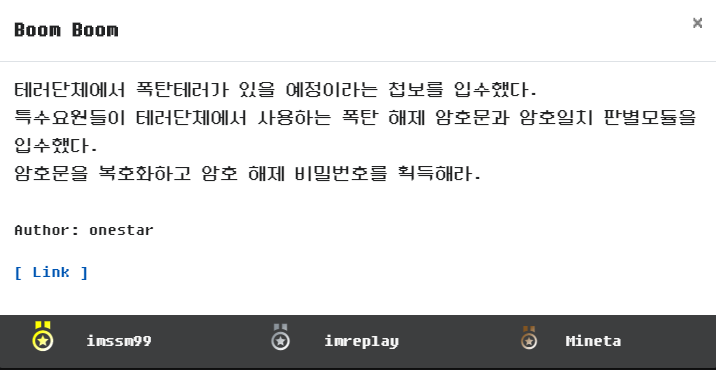 Boom Boom
×
테러단체에서 폭탄테러가 있을 예정이라는 첩보를 입수했다.
특수요원들이 테러단체에서 사용하는 폭탄 해제 암호문과 암호일치 판별모듈을
입수했다.
암호문을 복호화하고 암호 해제 비밀번호를 획득해라.
Author: onestar
[ Link ]
imssm99 imreplay Mineta